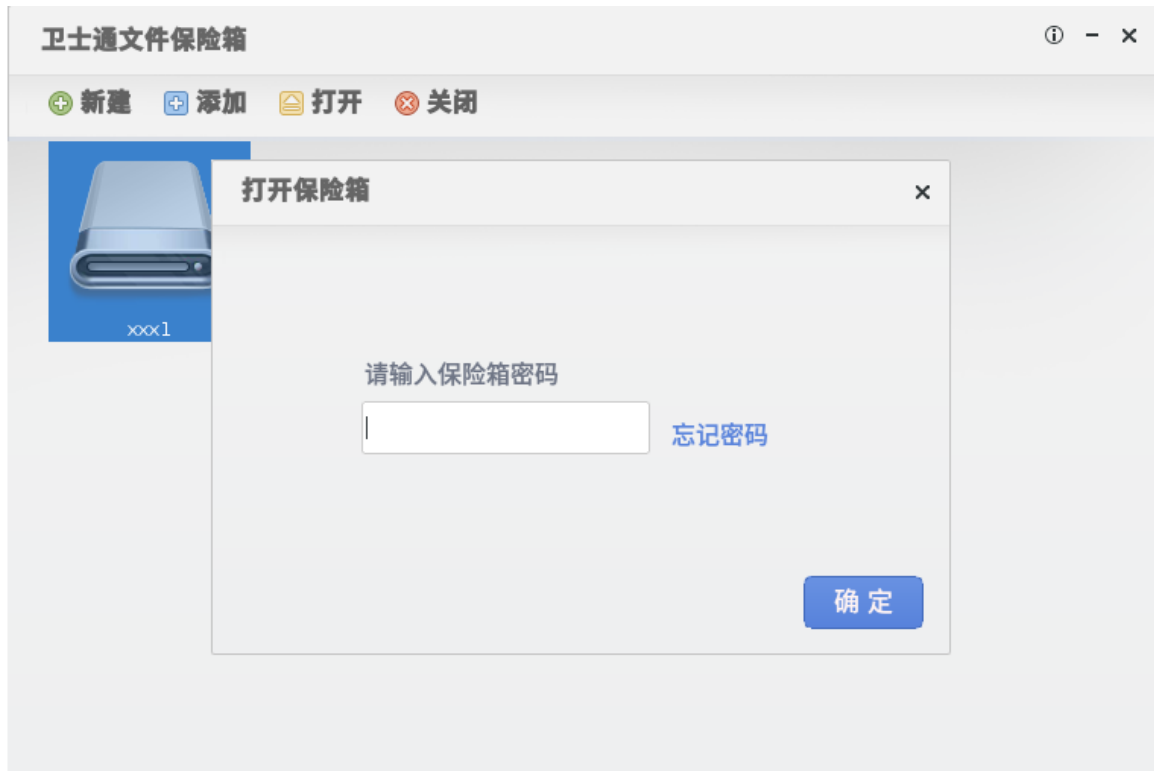 卫士通文件保险箱
新建 添加 打开 关闭
打开保险箱
xxx1
请输入保险箱密码
忘记密码
确定